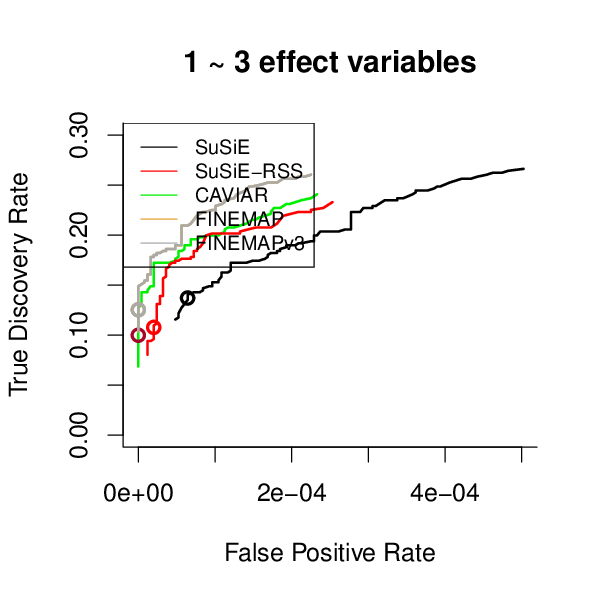 1 ~ 3 effect variables
True Discovery Rate
0.30
0.20
0.10
0.00
SuSiE
SuSiE−RSS
CAVIAR
FINEMAP
FINEMAPv3
0e+00 2e−04 4e−04
False Positive Rate